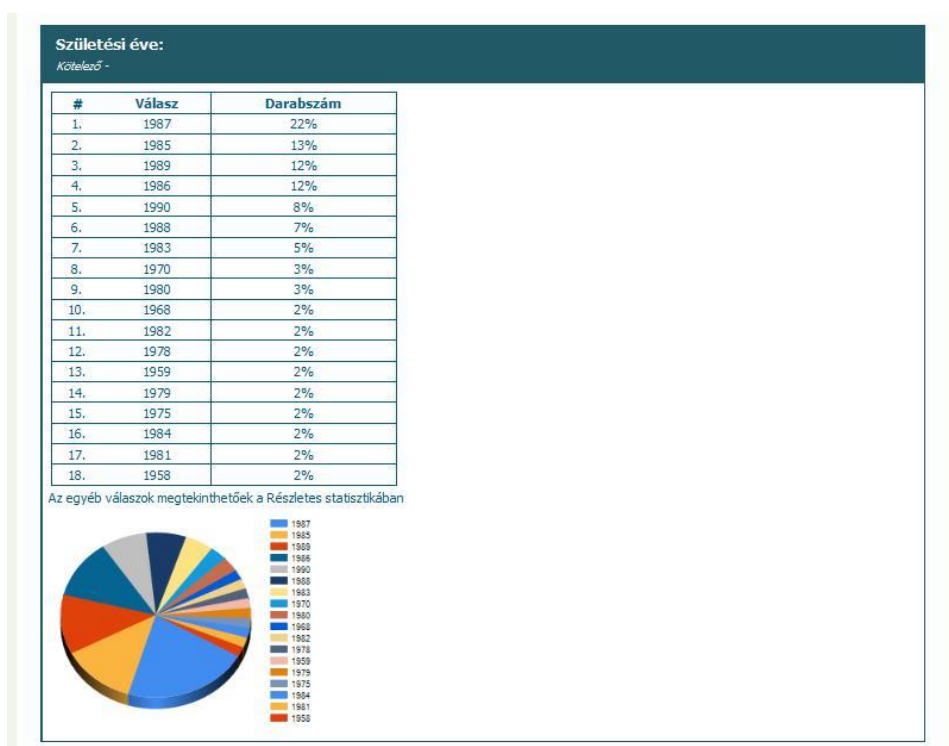 Születési éve:
Kötelező -
# Válasz Darabszám
1. 1987 22%
2. 1985 13%
3. 1989 12%
4. 1986 12%
5. 1990 8%
6. 1988 7%
7. 1983 5%
8. 1970 3%
9. 1980 3%
10. 1968 2%
11. 1982 2%
12. 1978 2%
13. 1959 2%
14. 1979 2%
15. 1975 2%
16. 1984 2%
17. 1981 2%
18. 1958 2%
Az egyéb válaszok megtekinthetőek a Részletes statisztikában
1987
1985
1989
1986
1990
1988
1983
1970
1980
1968
1982
1978
1959
1979
1975
1984
1981
1958